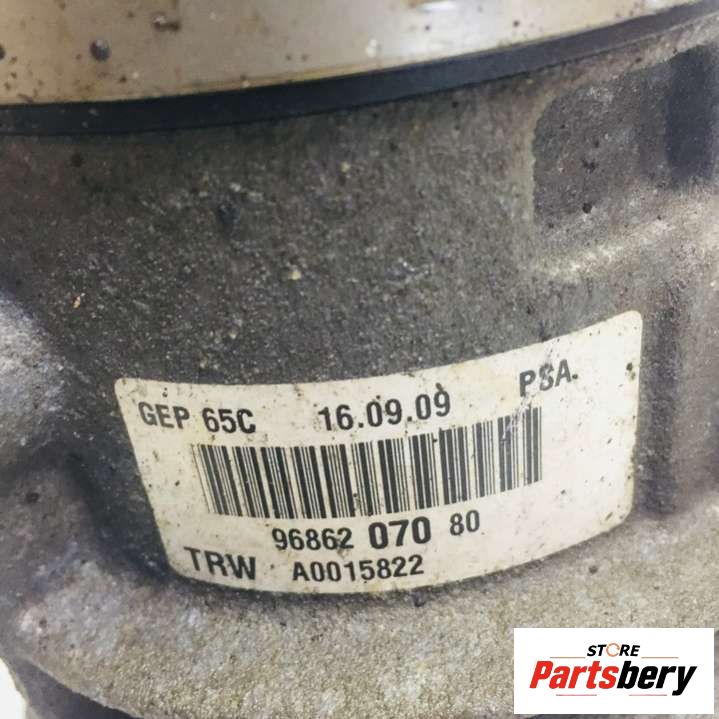 GEP 65C 16.09.09 PSA.
96862 070 80
TRW A0015822
STORE
Partsbery